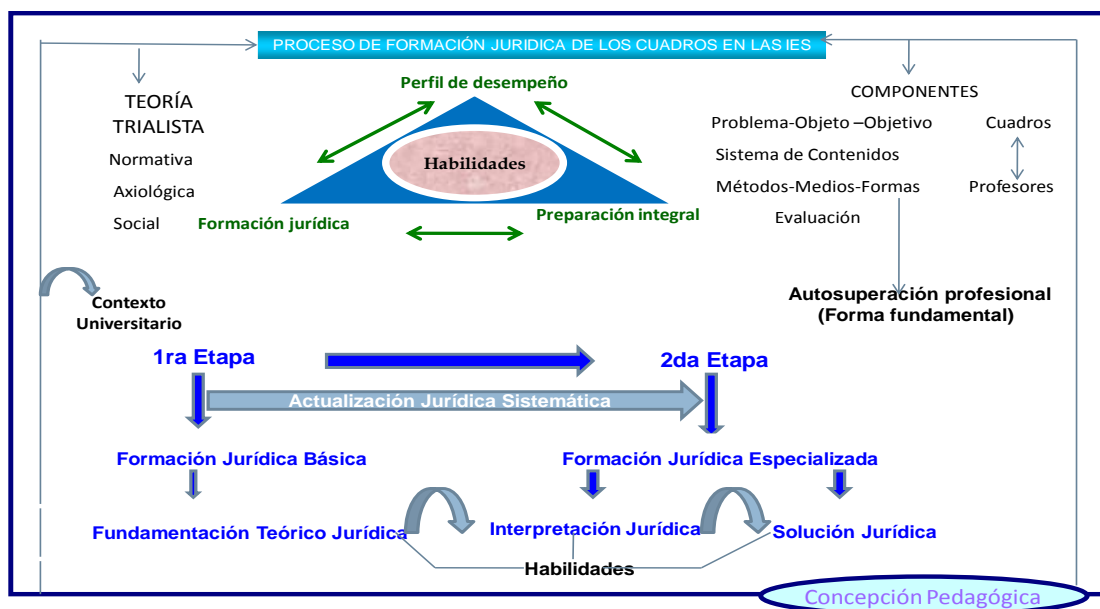 PROCESO DE FORMACIÓN JURIDICA DE LOS CUADROS EN LAS IES
TEORÍA
TRIALISTA
Normativa
Axiológica
Social
Perfil de desempeño
Habilidades
Formación jurídica
Preparación integral
COMPONENTES
Problema-Objeto –Objetivo
Sistema de Contenidos
Métodos-Medios-Formas
Evaluación
Cuadros
Profesores
Autosuperación profesional
(Forma fundamental)
Contexto
Universitario
1ra Etapa
2da Etapa
Actualización Jurídica Sistemática
Formación Jurídica Básica
Formación Jurídica Especializada
Fundamentación Teórico Jurídica
Interpretación Jurídica
Solución Jurídica
Habilidades
Concepción Pedagógica